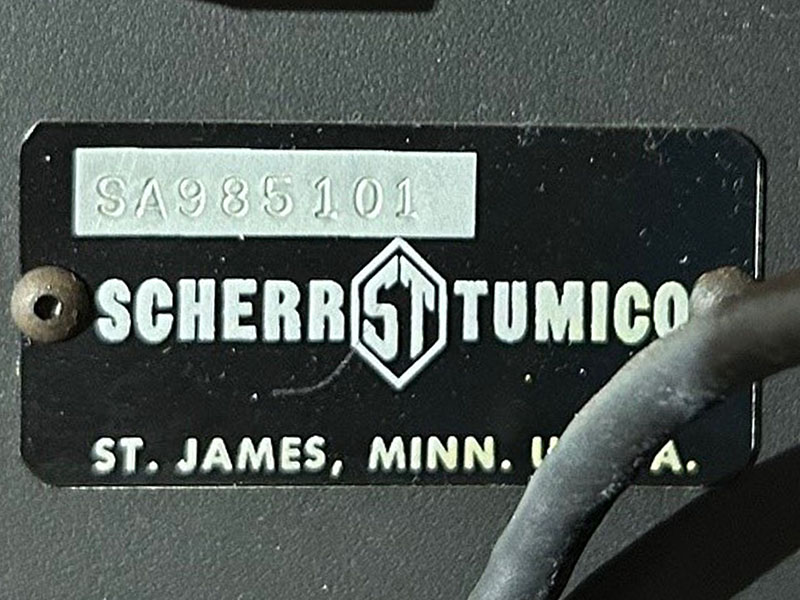 SA985101
SCHERR ST TUMICO
ST. JAMES, MINN. U.S.A.